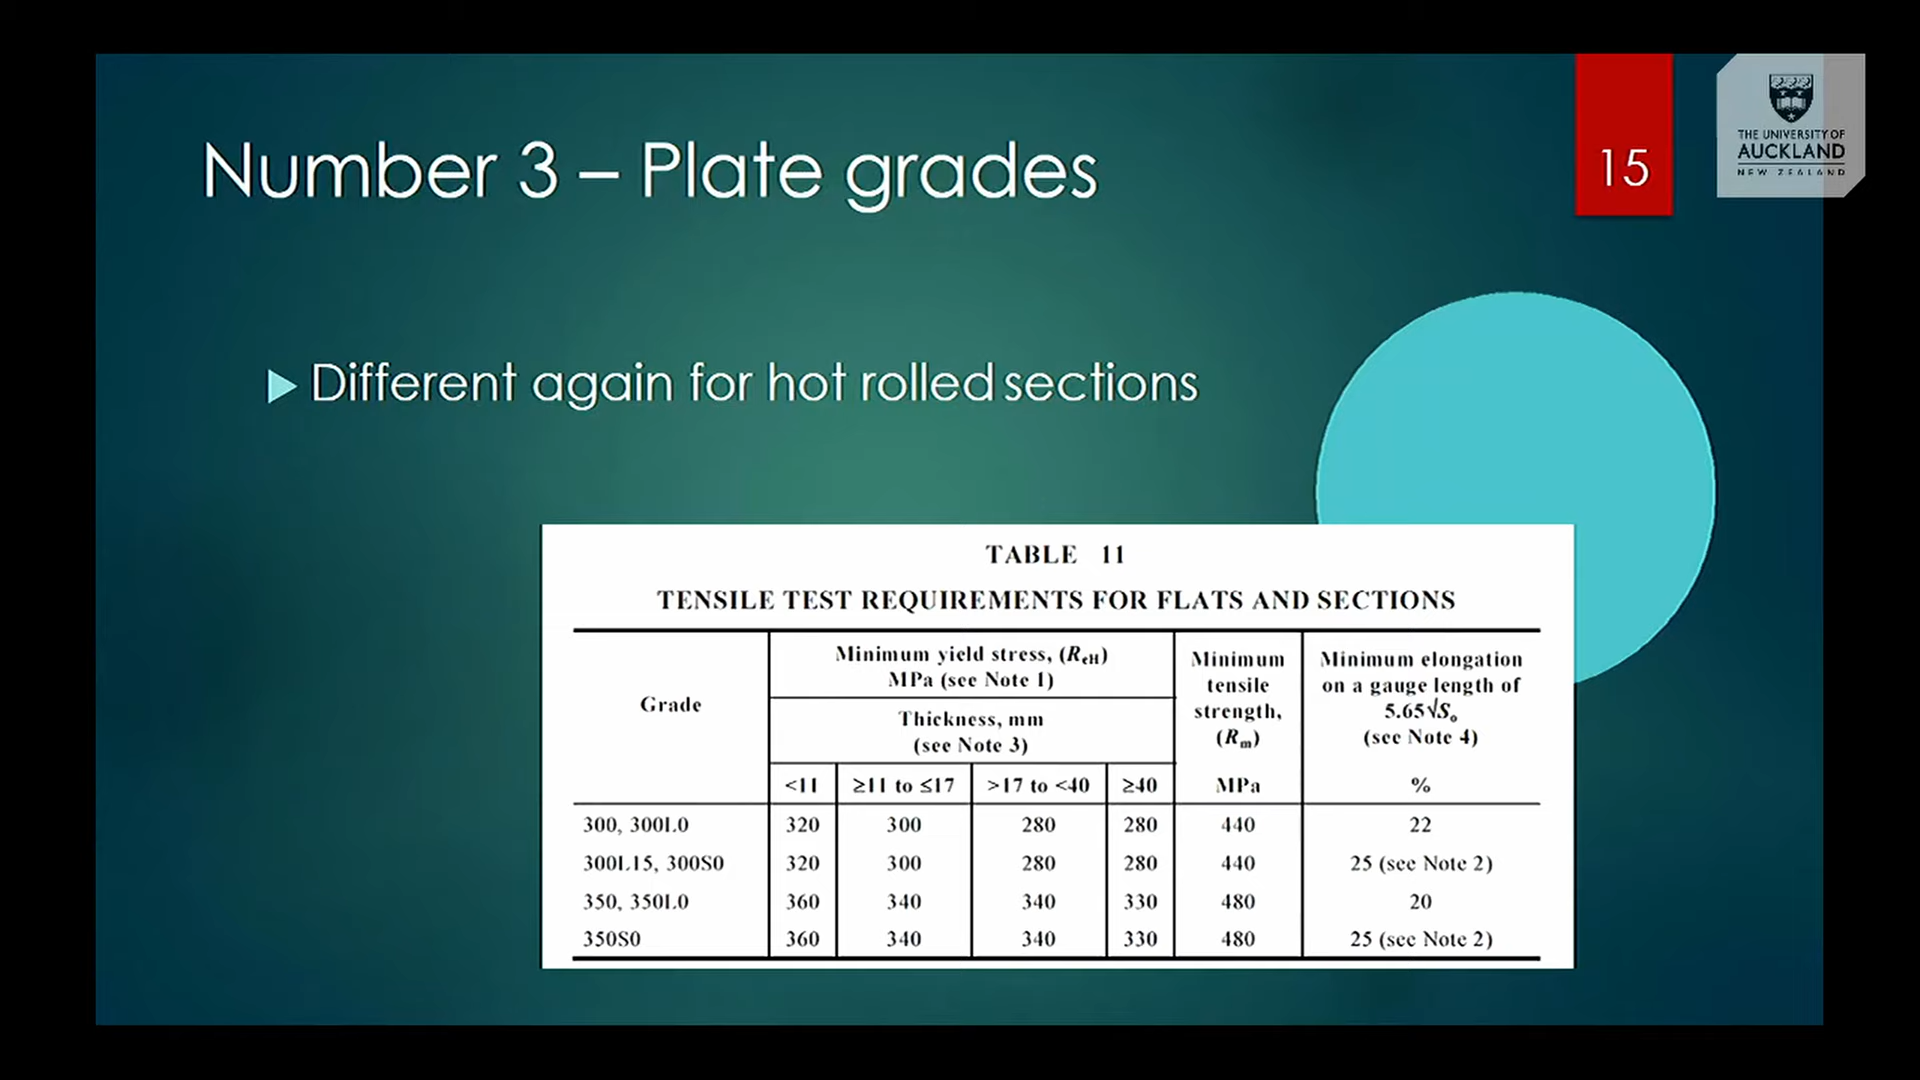 Number 3 – Plate grades
15
THE UNIVERSITY OF
AUCKLAND
NEW ZEALAND
Different again for hot rolled sections
TABLE 11
TENSILE TEST REQUIREMENTS FOR FLATS AND SECTIONS
Grade
Minimum yield stress, (ReH)
MPa (see Note 1)
Thickness, mm
(see Note 3)
Minimum
tensile
strength,
(Rm)
Minimum elongation
on a gauge length of
5.65√So
(see Note 4)
<11 ≥11 to ≤17 >17 to <40 ≥40 MPa %
300, 300L0 320 300 280 280 440 22
300L15, 300S0 320 300 280 280 440 25 (see Note 2)
350, 350L0 360 340 340 330 480 20
350S0 360 340 340 330 480 25 (see Note 2)